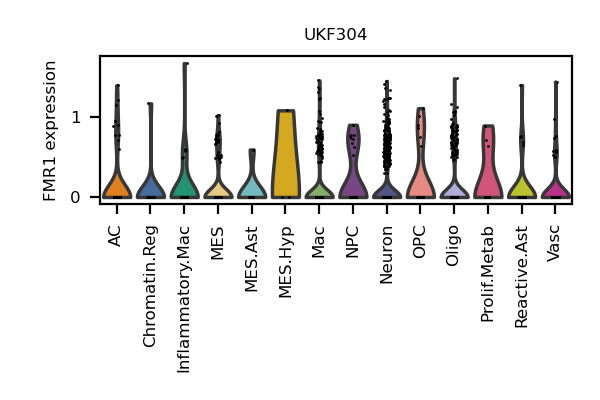 UKF304
FMR1 expression
1
0
AC
Chromatin.Reg
Inflammatory.Mac
MES
MES.Ast
MES.Hyp
Mac
NPC
Neuron
OPC
Oligo
Prolif.Metab
Reactive.Ast
Vasc